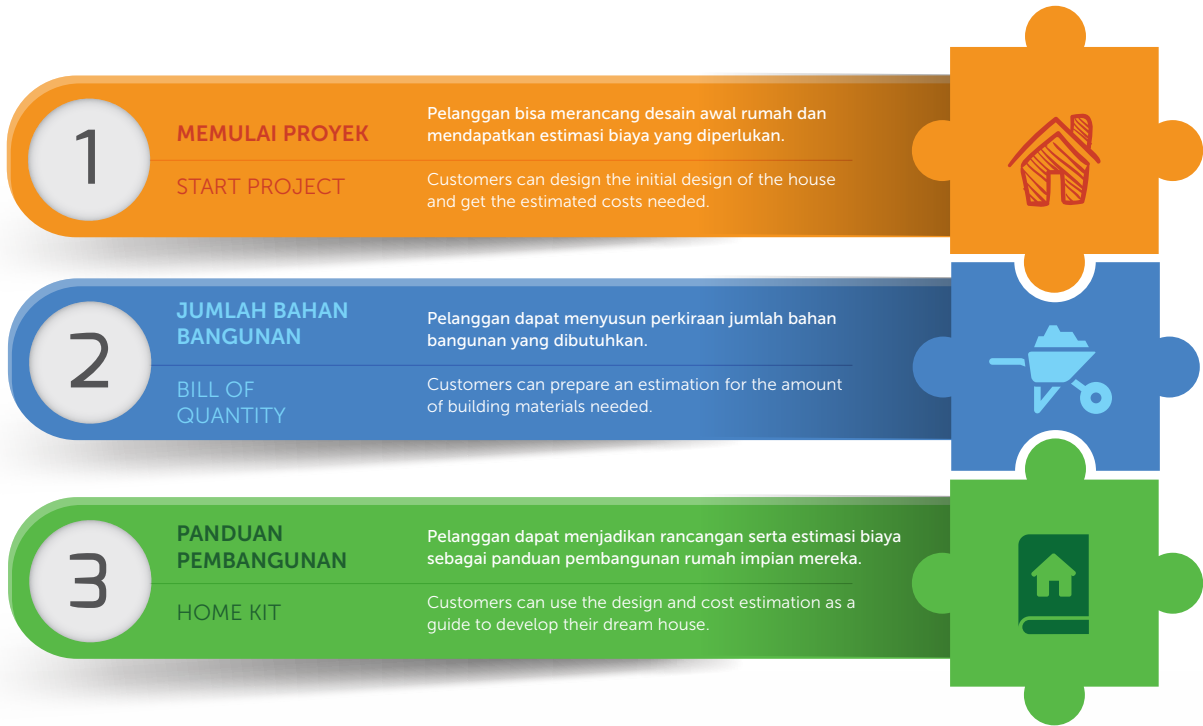 1
MEMULAI PROYEK
Pelanggan bisa merancang desain awal rumah dan
mendapatkan estimasi biaya yang diperlukan.
START PROJECT
Customers can design the initial design of the house
and get the estimated costs needed.
2
JUMLAH BAHAN
BANGUNAN
Pelanggan dapat menyusun perkiraan jumlah bahan
bangunan yang dibutuhkan.
BILL OF
QUANTITY
Customers can prepare an estimation for the amount
of building materials needed.
3
PANDUAN
PEMBANGUNAN
Pelanggan dapat menjadikan rancangan serta estimasi biaya
sebagai panduan pembangunan rumah impian mereka.
HOME KIT
Customers can use the design and cost estimation as a
guide to develop their dream house.